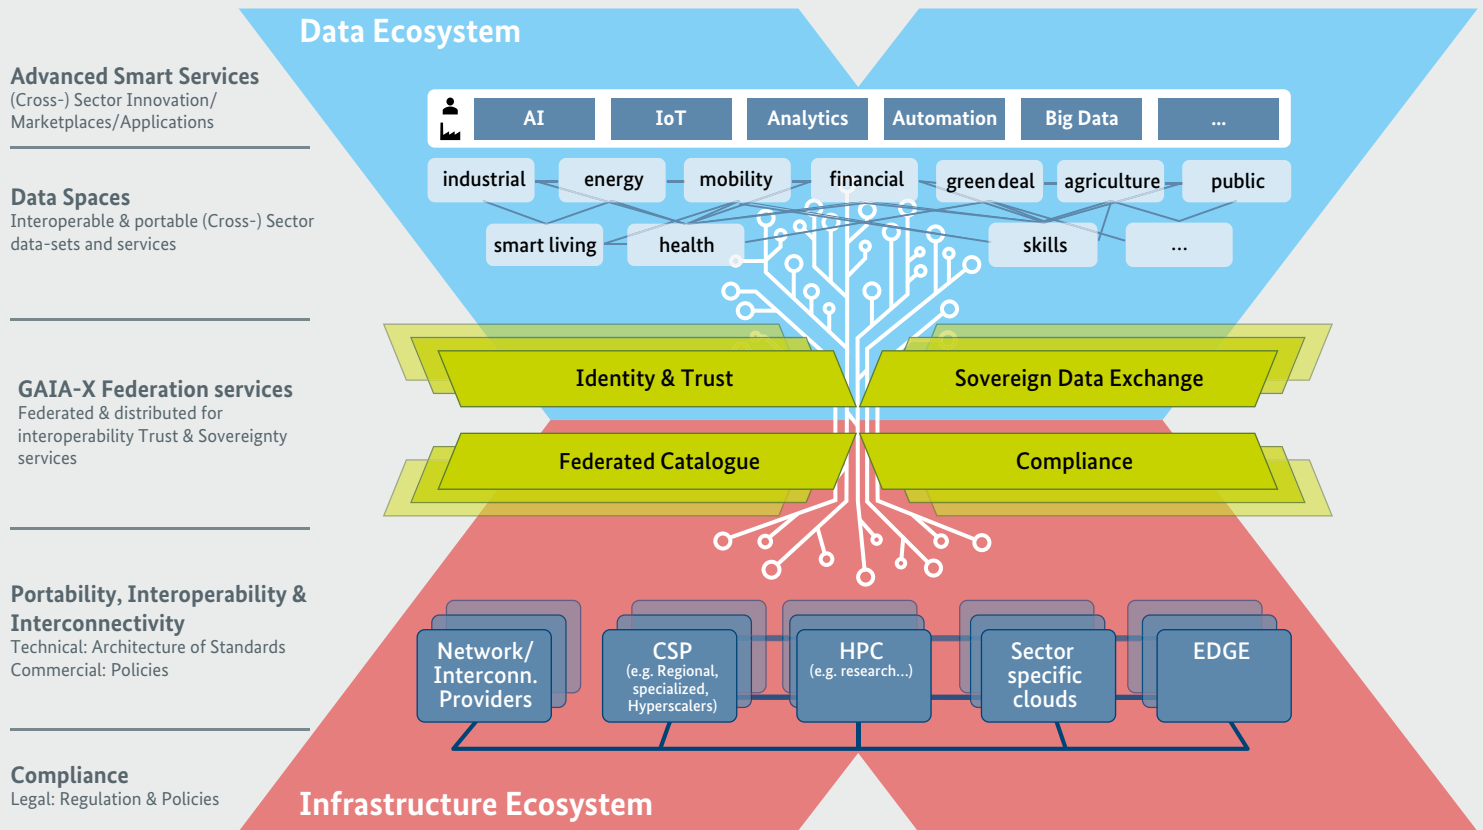 Data Ecosystem
Advanced Smart Services
(Cross-) Sector Innovation/
Marketplaces/Applications
AI
IoT
Analytics
Automation
Big Data
...
Data Spaces
Interoperable & portable (Cross-) Sector
data-sets and services
industrial
energy
mobility
financial
green deal
agriculture
public
smart living
health
skills
...
GAIA-X Federation services
Federated & distributed for
interoperability Trust & Sovereignty
services
Identity & Trust
Sovereign Data Exchange
Federated Catalogue
Compliance
Portability, Interoperability &
Interconnectivity
Technical: Architecture of Standards
Commercial: Policies
Network/
Interconn.
Providers
CSP
(e.g. Regional,
specialized,
Hyperscalers)
HPC
(e.g. research...)
Sector
specific
clouds
EDGE
Compliance
Legal: Regulation & Policies
Infrastructure Ecosystem